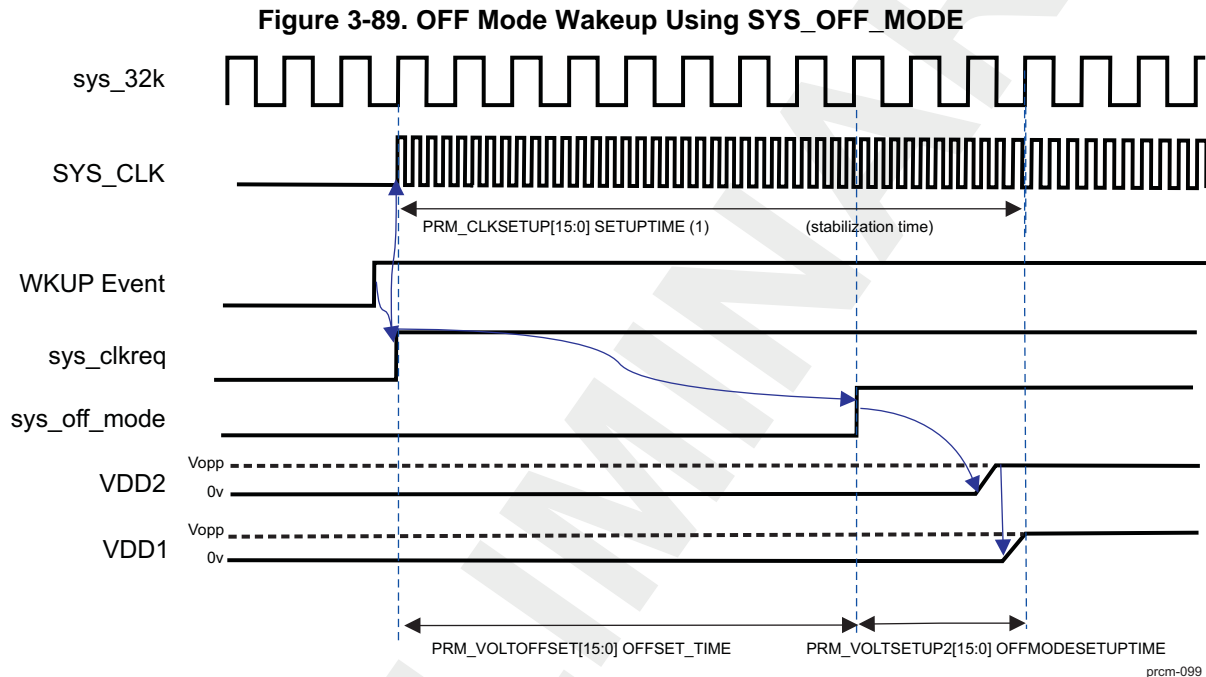 Figure 3-89. OFF Mode Wakeup Using SYS_OFF_MODE
sys_32k
SYS_CLK
PRM_CLKSETUP[15:0] SETUPTIME (1) (stabilization time)
WKUP Event
sys_clkreq
sys_off_mode
Vopp
VDD2
0v
Vopp
VDD1
0v
PRM_VOLTOFFSET[15:0] OFFSET_TIME PRM_VOLTSETUP2[15:0] OFFMODESETUPTIME
prcm-099